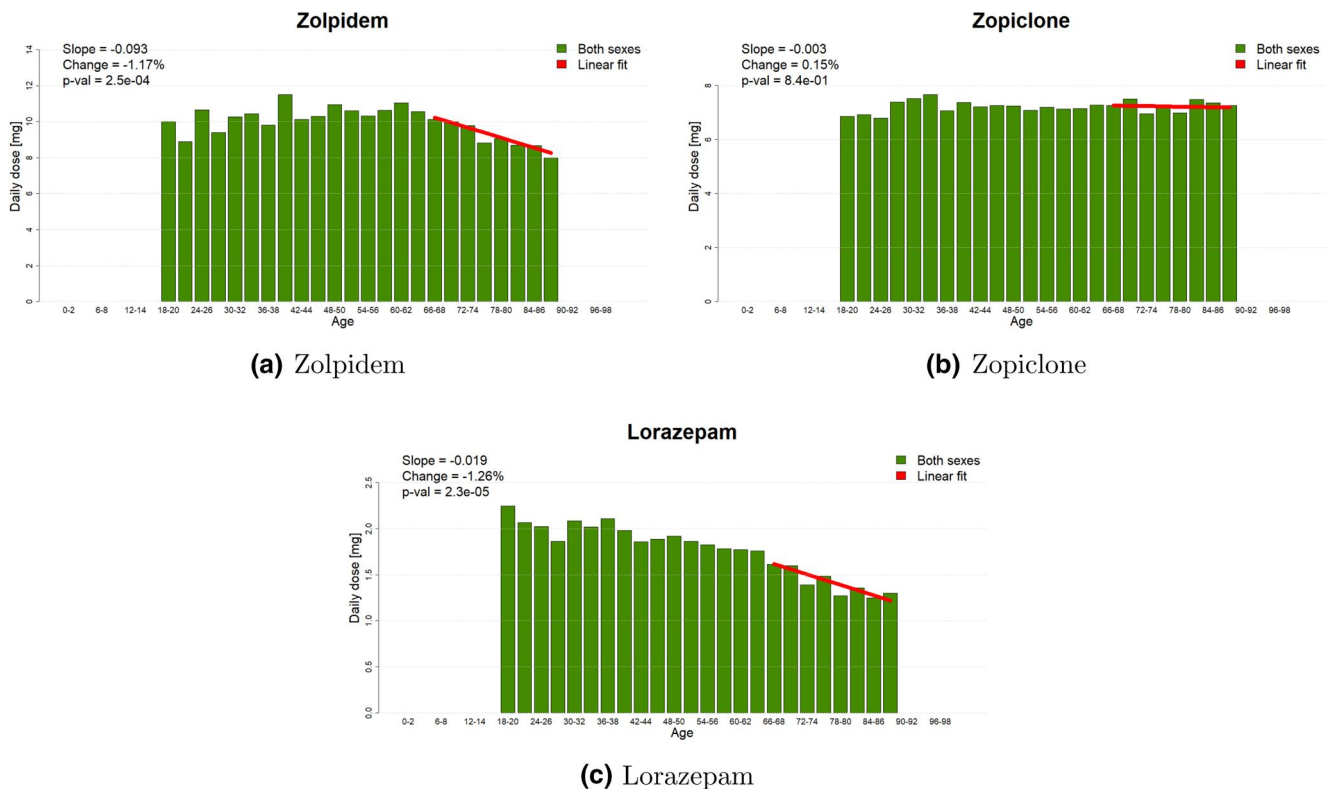 Zolpidem
Slope = -0.093
Change = -1.17%
p-val = 2.5e-04
Both sexes
Linear fit
Daily dose [mg]
0
2
4
6
8
10
12
14
0-2 6-8 12-14 18-20 24-26 30-32 36-38 42-44 48-50 54-56 60-62 66-68 72-74 78-80 84-86 90-92 96-98
Age
(a) Zolpidem
Zopiclone
Slope = -0.003
Change = 0.15%
p-val = 8.4e-01
Both sexes
Linear fit
Daily dose [mg]
0
2
4
6
8
0-2 6-8 12-14 18-20 24-26 30-32 36-38 42-44 48-50 54-56 60-62 66-68 72-74 78-80 84-86 90-92 96-98
Age
(b) Zopiclone
Lorazepam
Slope = -0.019
Change = -1.26%
p-val = 2.3e-05
Both sexes
Linear fit
Daily dose [mg]
0.0
0.5
1.0
1.5
2.0
2.5
0-2 6-8 12-14 18-20 24-26 30-32 36-38 42-44 48-50 54-56 60-62 66-68 72-74 78-80 84-86 90-92 96-98
Age
(c) Lorazepam